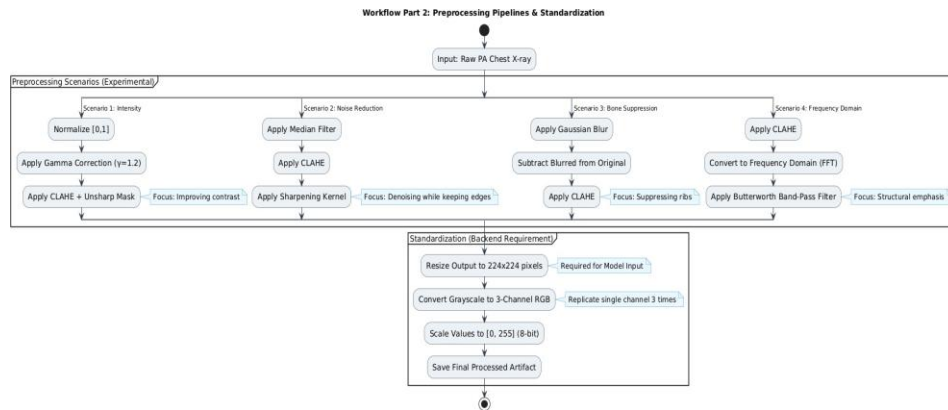 Workflow Part 2: Preprocessing Pipelines & Standardization
Input: Raw PA Chest X-ray
Preprocessing Scenarios (Experimental)
Scenario 1: Intensity
Normalize [0,1]
Apply Gamma Correction (γ=1.2)
Apply CLAHE + Unsharp Mask
Focus: Improving contrast
Scenario 2: Noise Reduction
Apply Median Filter
Apply CLAHE
Apply Sharpening Kernel
Focus: Denoising while keeping edges
Scenario 3: Bone Suppression
Apply Gaussian Blur
Subtract Blurred from Original
Apply CLAHE
Focus: Suppressing ribs
Scenario 4: Frequency Domain
Apply CLAHE
Convert to Frequency Domain (FFT)
Apply Butterworth Band-Pass Filter
Focus: Structural emphasis
Standardization (Backend Requirement)
Resize Output to 224x224 pixels
Required for Model Input
Convert Grayscale to 3-Channel RGB
Replicate single channel 3 times
Scale Values to [0, 255] (8-bit)
Save Final Processed Artifact